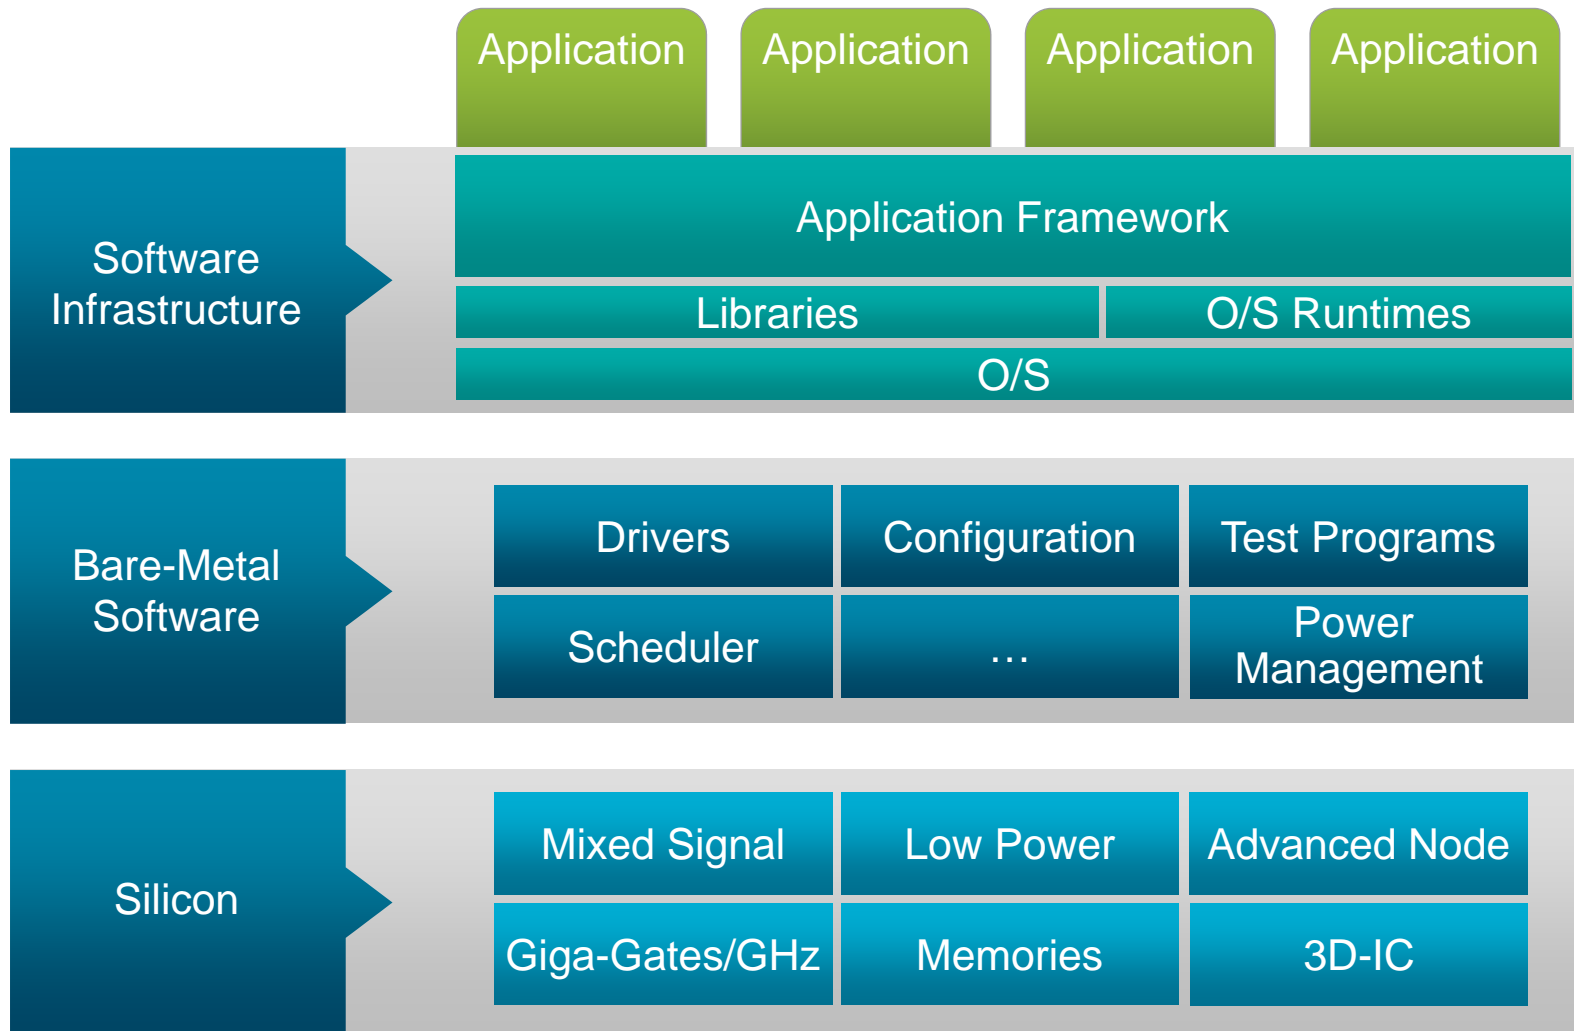 Application
Application
Application
Application
Software
Infrastructure
Application Framework
Libraries
O/S Runtimes
O/S
Bare-Metal
Software
Drivers
Configuration
Test Programs
Scheduler
…
Power
Management
Silicon
Mixed Signal
Low Power
Advanced Node
Giga-Gates/GHz
Memories
3D-IC